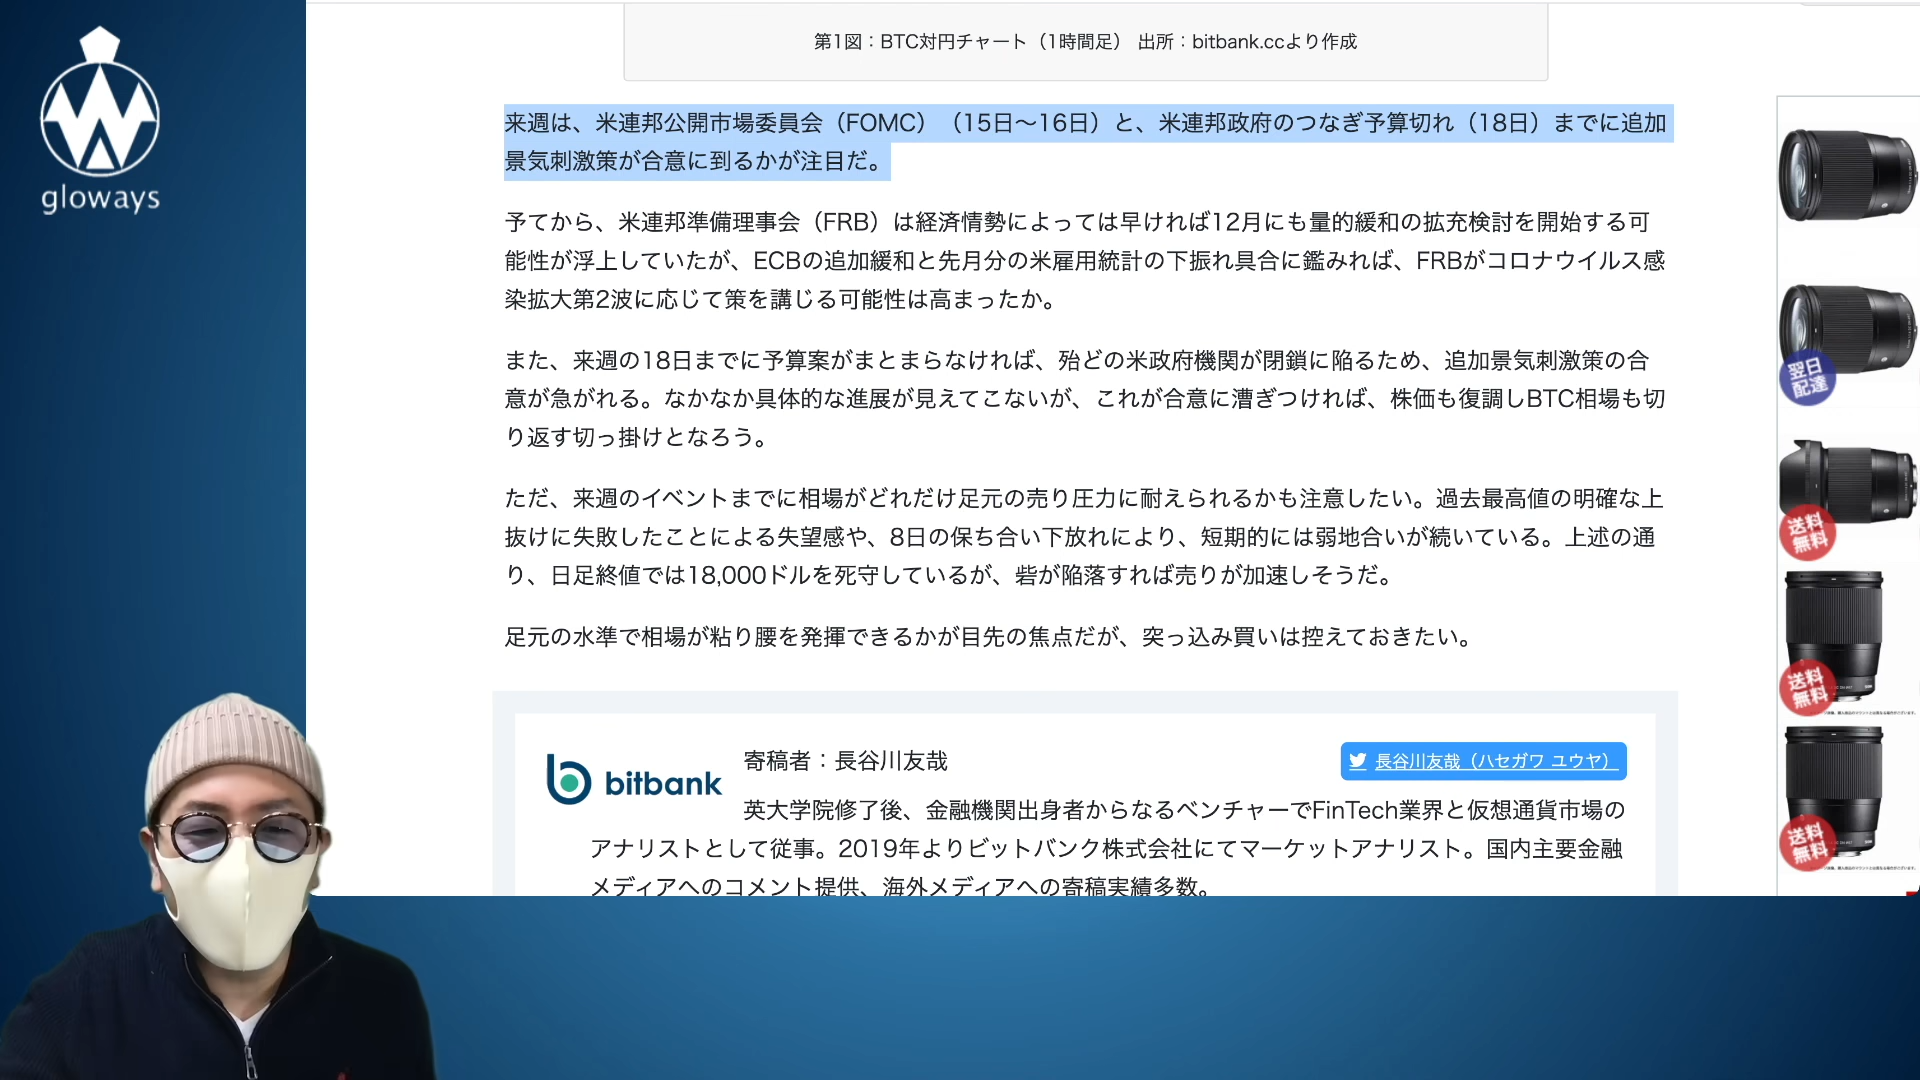 gloways
第1図：BTC対円チャート（1時間足） 出所：bitbank.ccより作成
来週は、米連邦公開市場委員会（FOMC）（15日〜16日）と、米連邦政府のつなぎ予算切れ（18日）までに追加
景気刺激策が合意に到るかが注目だ。
予てから、米連邦準備理事会（FRB）は経済情勢によっては早ければ12月にも量的緩和の拡充検討を開始する可
能性が浮上していたが、ECBの追加緩和と先月分の米雇用統計の下振れ具合に鑑みれば、FRBがコロナウイルス感
染拡大第2波に応じて策を講じる可能性は高まったか。
また、来週の18日までに予算案がまとまらなければ、殆どの米政府機関が閉鎖に陥るため、追加景気刺激策の合
意が急がれる。なかなか具体的な進展が見えてこないが、これが合意に漕ぎつければ、株価も復調しBTC相場も切
り返す切っ掛けとなろう。
ただ、来週のイベントまでに相場がどれだけ足元の売り圧力に耐えられるかも注意したい。過去最高値の明確な上
抜けに失敗したことによる失望感や、8日の保ち合い下放れにより、短期的には弱地合いが続いている。上述の通
り、日足終値では18,000ドルを死守しているが、砦が陥落すれば売りが加速しそうだ。
足元の水準で相場が粘り腰を発揮できるかが目先の焦点だが、突っ込み買いは控えておきたい。
bitbank
寄稿者：長谷川友哉
長谷川友哉（ハセガワ ユウヤ）
英大学院修了後、金融機関出身者からなるベンチャーでFinTech業界と仮想通貨市場の
アナリストとして従事。2019年よりビットバンク株式会社にてマーケットアナリスト。国内主要金融
メディアへのコメント提供、海外メディアへの寄稿実績多数。
翌日
配達
送料
無料
送料
無料
送料
無料